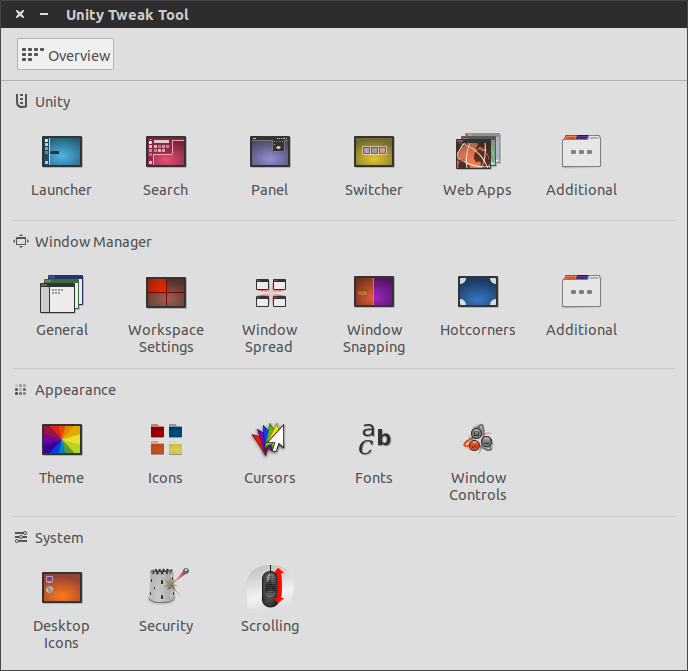 Unity Tweak Tool
Overview
Unity
Launcher Search Panel Switcher Web Apps Additional
Window Manager
General Workspace Settings Window Spread Window Snapping Hotcorners Additional
Appearance
Theme Icons Cursors Fonts Window Controls
System
Desktop Icons Security Scrolling